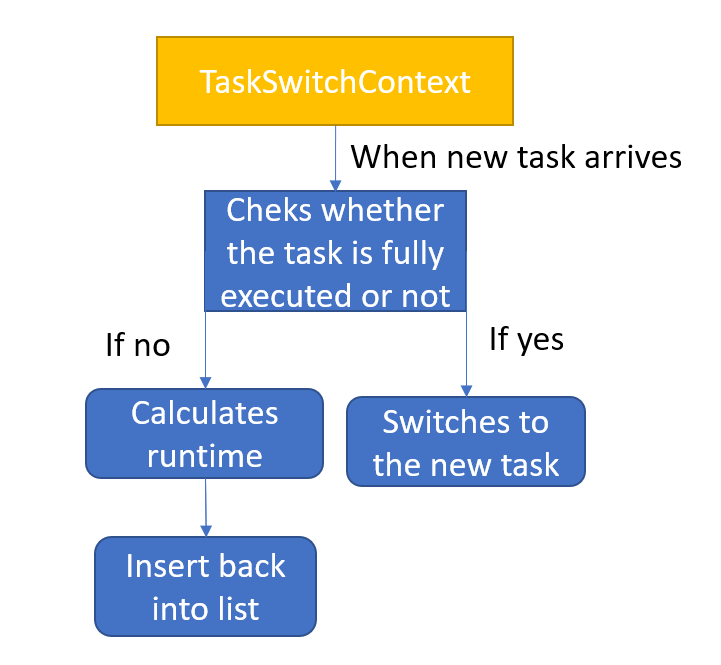 TaskSwitchContext
When new task arrives
Cheks whether
the task is fully
executed or not
If no
If yes
Calculates
runtime
Switches to
the new task
Insert back
into list